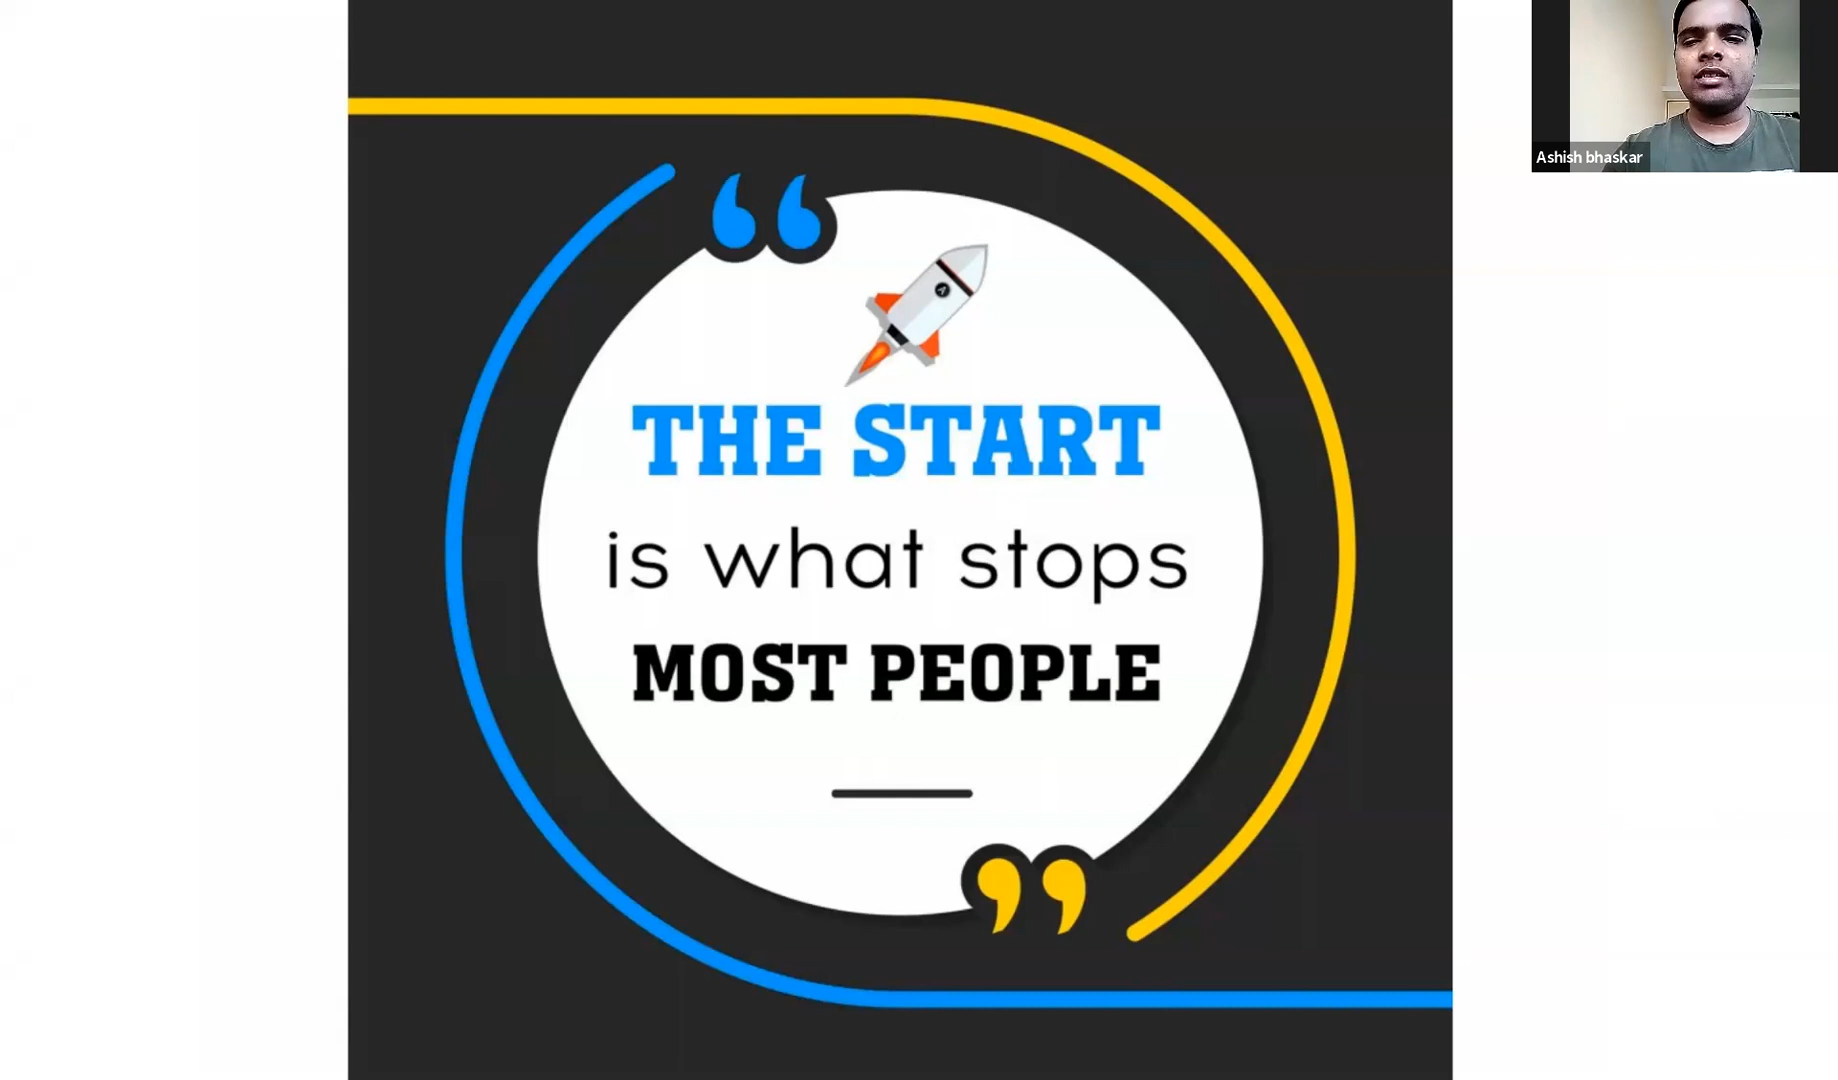 Ashish bhaskar
A
THE START
is what stops
MOST PEOPLE